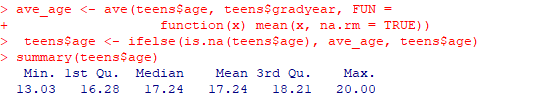 > ave_age <- ave(teens$age, teens$gradyear, FUN =
+                 function(x) mean(x, na.rm = TRUE))
>  teens$age <- ifelse(is.na(teens$age), ave_age, teens$age)
> summary(teens$age)
   Min. 1st Qu.  Median    Mean 3rd Qu.    Max.
  13.03   16.28   17.24   17.24   18.21   20.00